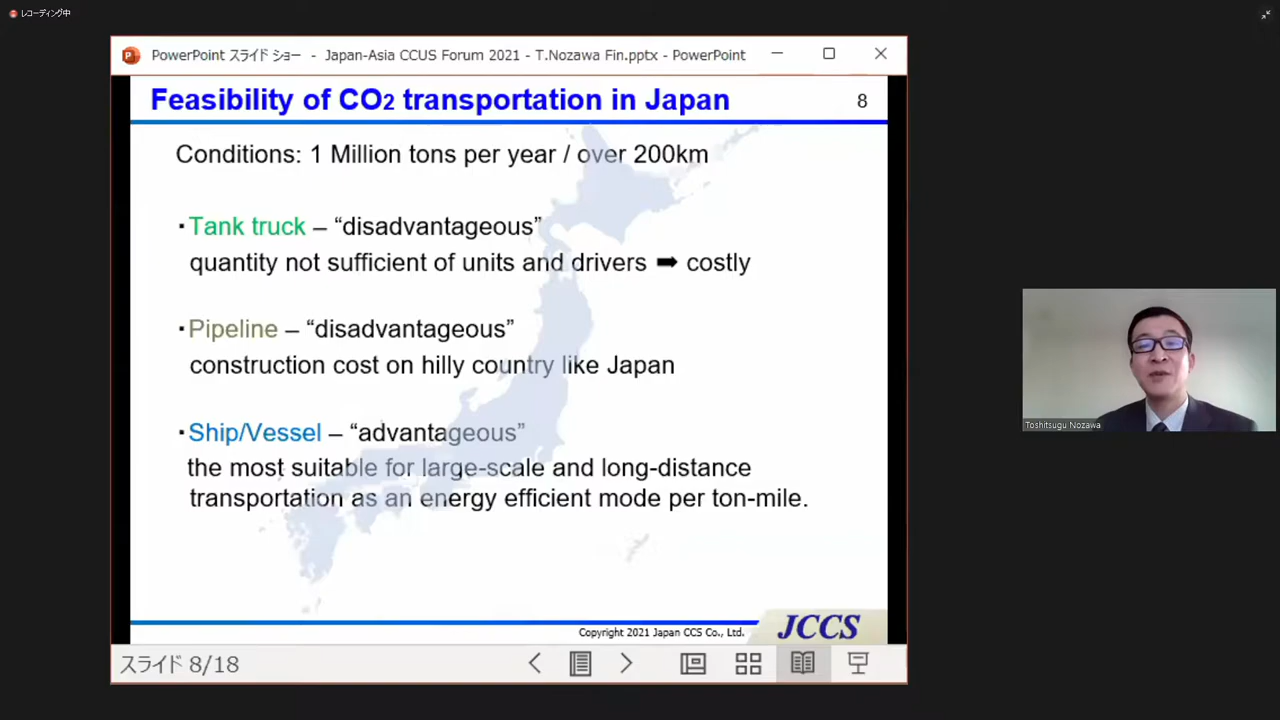 レコーディング中
PowerPoint スライド ショー - Japan-Asia CCUS Forum 2021 - T.Nozawa Fin.pptx - PowerPoint
Feasibility of CO2 transportation in Japan
8
Conditions: 1 Million tons per year / over 200km
・Tank truck – “disadvantageous”
quantity not sufficient of units and drivers ➡ costly
・Pipeline – “disadvantageous”
construction cost on hilly country like Japan
・Ship/Vessel – “advantageous”
the most suitable for large-scale and long-distance
transportation as an energy efficient mode per ton-mile.
Toshitsugu Nozawa
Copyright 2021 Japan CCS Co., Ltd.
JCCS
スライド 8/18